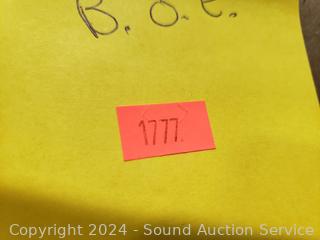 B. O. E.
1777.
Copyright 2024 - Sound Auction Service